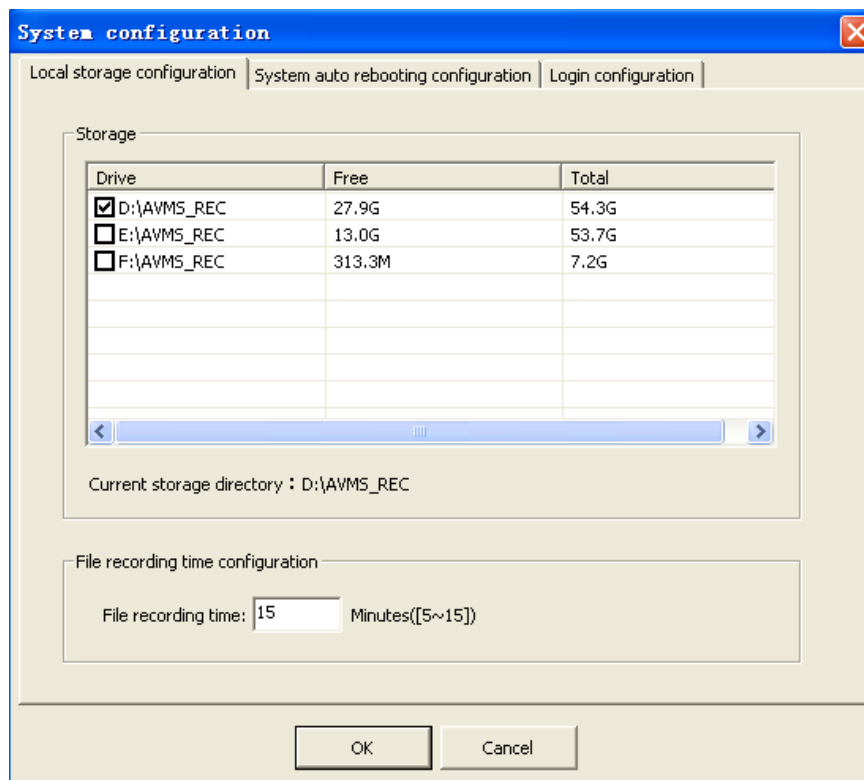 System configuration
Local storage configuration System auto rebooting configuration Login configuration
Storage
Drive Free Total
D:\AVMS_REC 27.9G 54.3G
E:\AVMS_REC 13.0G 53.7G
F:\AVMS_REC 313.3M 7.2G
Current storage directory：D:\AVMS_REC
File recording time configuration
File recording time: 15 Minutes([5~15])
OK Cancel